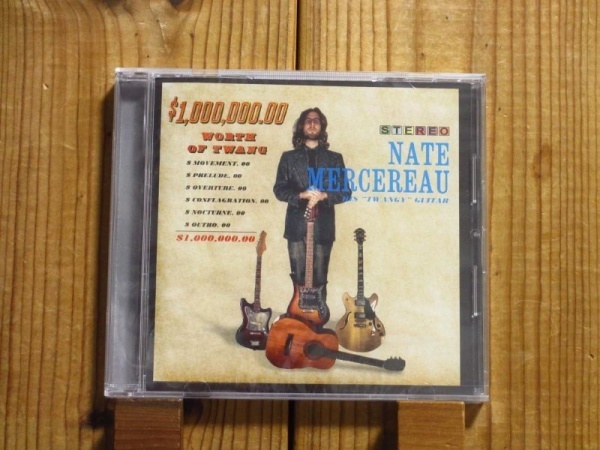 $1,000,000.00
WORTH
OF TWANG
$ MOVEMENT. 00
$ PRELUDE. 00
$ OVERTURE. 00
$ CONFLAGRATION. 00
$ NOCTURNE. 00
$ OUTRO. 00
$1,000,000.00
STEREO
NATE
MERCEREAU
HIS "TWANGY" GUITAR